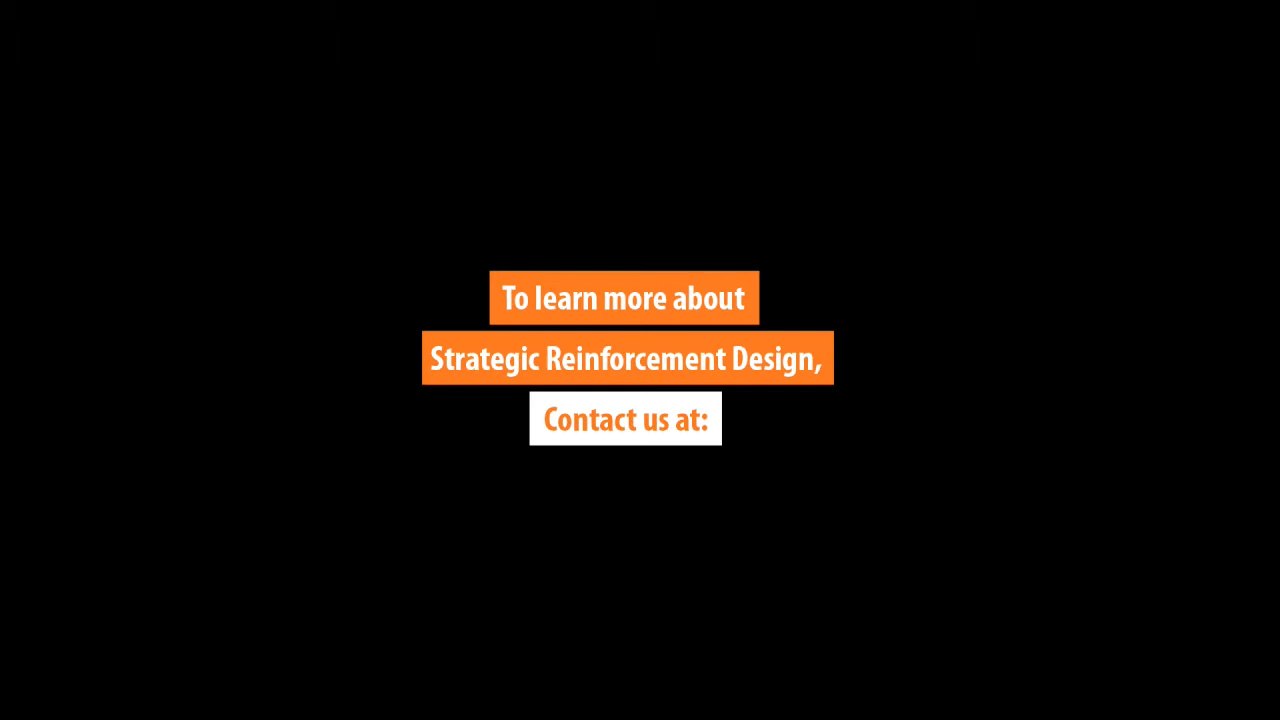 To learn more about
Strategic Reinforcement Design,
Contact us at: